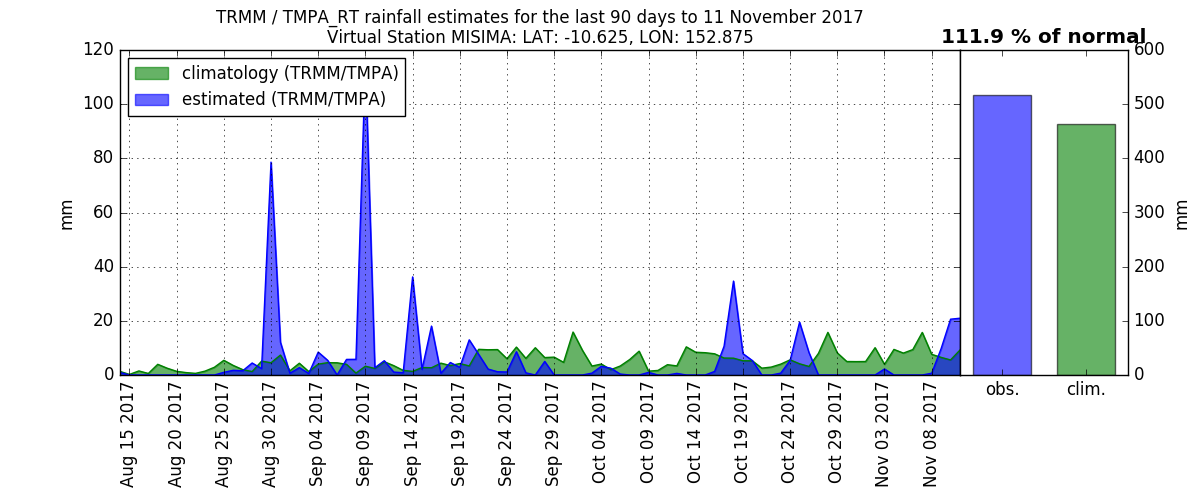 TRMM / TMPA_RT rainfall estimates for the last 90 days to 11 November 2017
Virtual Station MISIMA: LAT: -10.625, LON: 152.875
111.9 % of normal
climatology (TRMM/TMPA)
estimated (TRMM/TMPA)
120
100
80
60
40
20
0
mm
Aug 15 2017
Aug 20 2017
Aug 25 2017
Aug 30 2017
Sep 04 2017
Sep 09 2017
Sep 14 2017
Sep 19 2017
Sep 24 2017
Sep 29 2017
Oct 04 2017
Oct 09 2017
Oct 14 2017
Oct 19 2017
Oct 24 2017
Oct 29 2017
Nov 03 2017
Nov 08 2017
600
500
400
300
200
100
0
mm
obs.
clim.